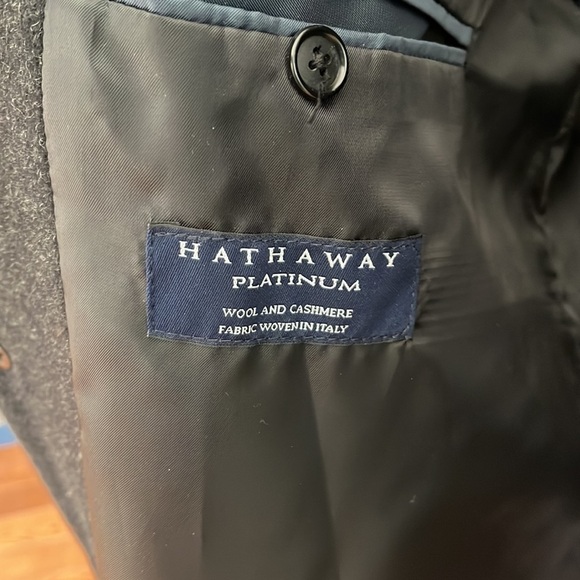 HATHAWAY
PLATINUM
WOOL AND CASHMERE
FABRIC WOVEN IN ITALY